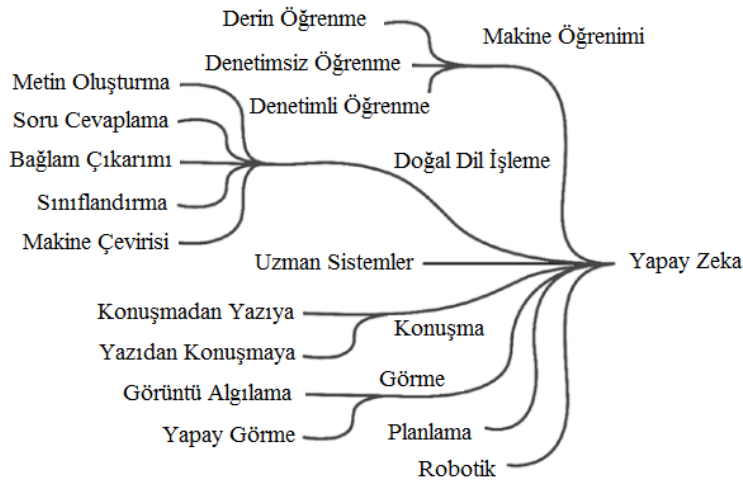 Derin Öğrenme
Makine Öğrenimi
Denetimsiz Öğrenme
Metin Oluşturma
Denetimli Öğrenme
Soru Cevaplama
Bağlam Çıkarımı
Doğal Dil İşleme
Sınıflandırma
Makine Çevirisi
Uzman Sistemler
Yapay Zeka
Konuşmadan Yazıya
Konuşma
Yazıdan Konuşmaya
Görme
Görüntü Algılama
Yapay Görme
Planlama
Robotik